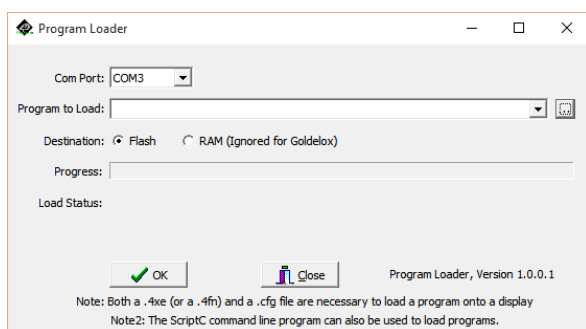 Program Loader
Com Port: COM3
Program to Load:
Destination: Flash RAM (Ignored for Goldelox)
Progress:
Load Status:
OK Close Program Loader, Version 1.0.0.1
Note: Both a .4xe (or a .4fn) and a .cfg file are necessary to load a program onto a display
Note2: The ScriptC command line program can also be used to load programs.